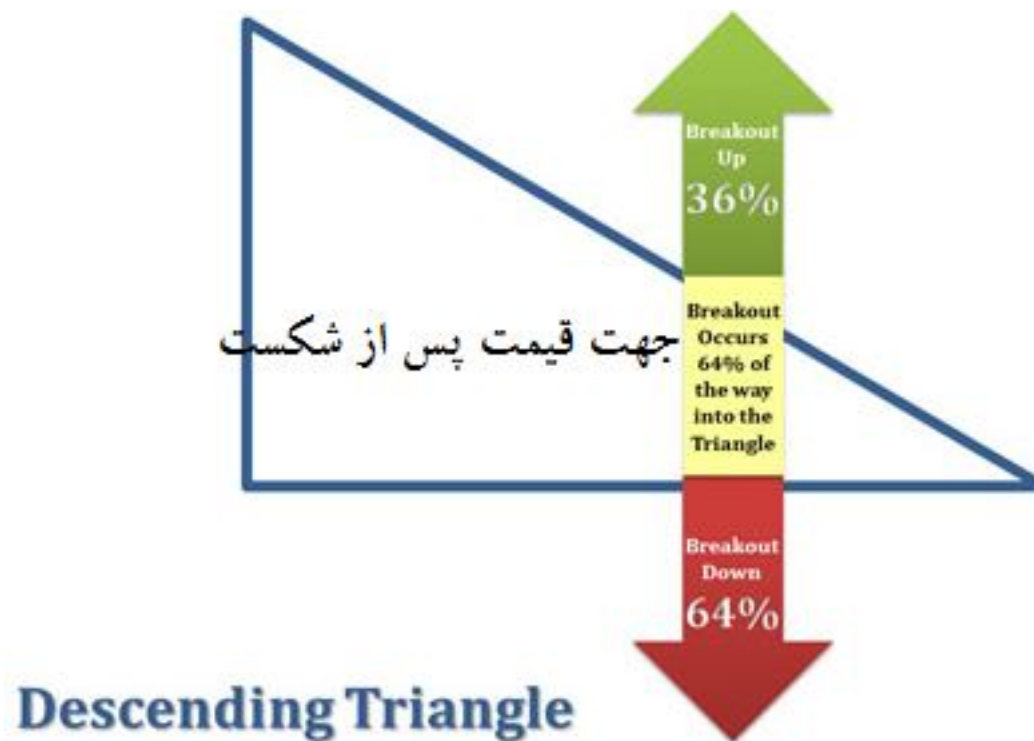 Breakout
Up
36%
جهت قیمت پس از شکست
Breakout
Occurs
64% of
the way
into the
Triangle
Breakout
Down
64%
Descending Triangle